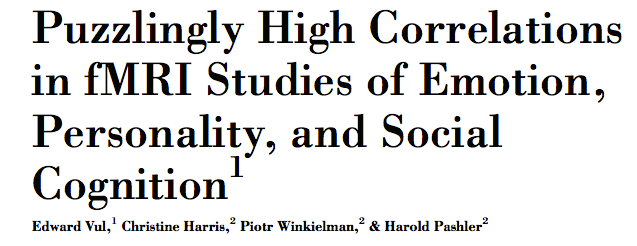 Puzzlingly High Correlations
in fMRI Studies of Emotion,
Personality, and Social
Cognition¹
Edward Vul,¹ Christine Harris,² Piotr Winkielman,² & Harold Pashler²